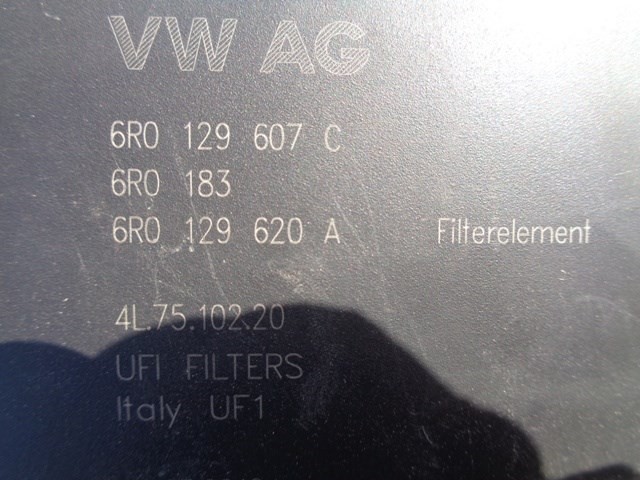 VW AG
6R0 129 607 C
6R0 183
6R0 129 620 A Filterelement
4L.75.102.20
UFI FILTERS
Italy UF1